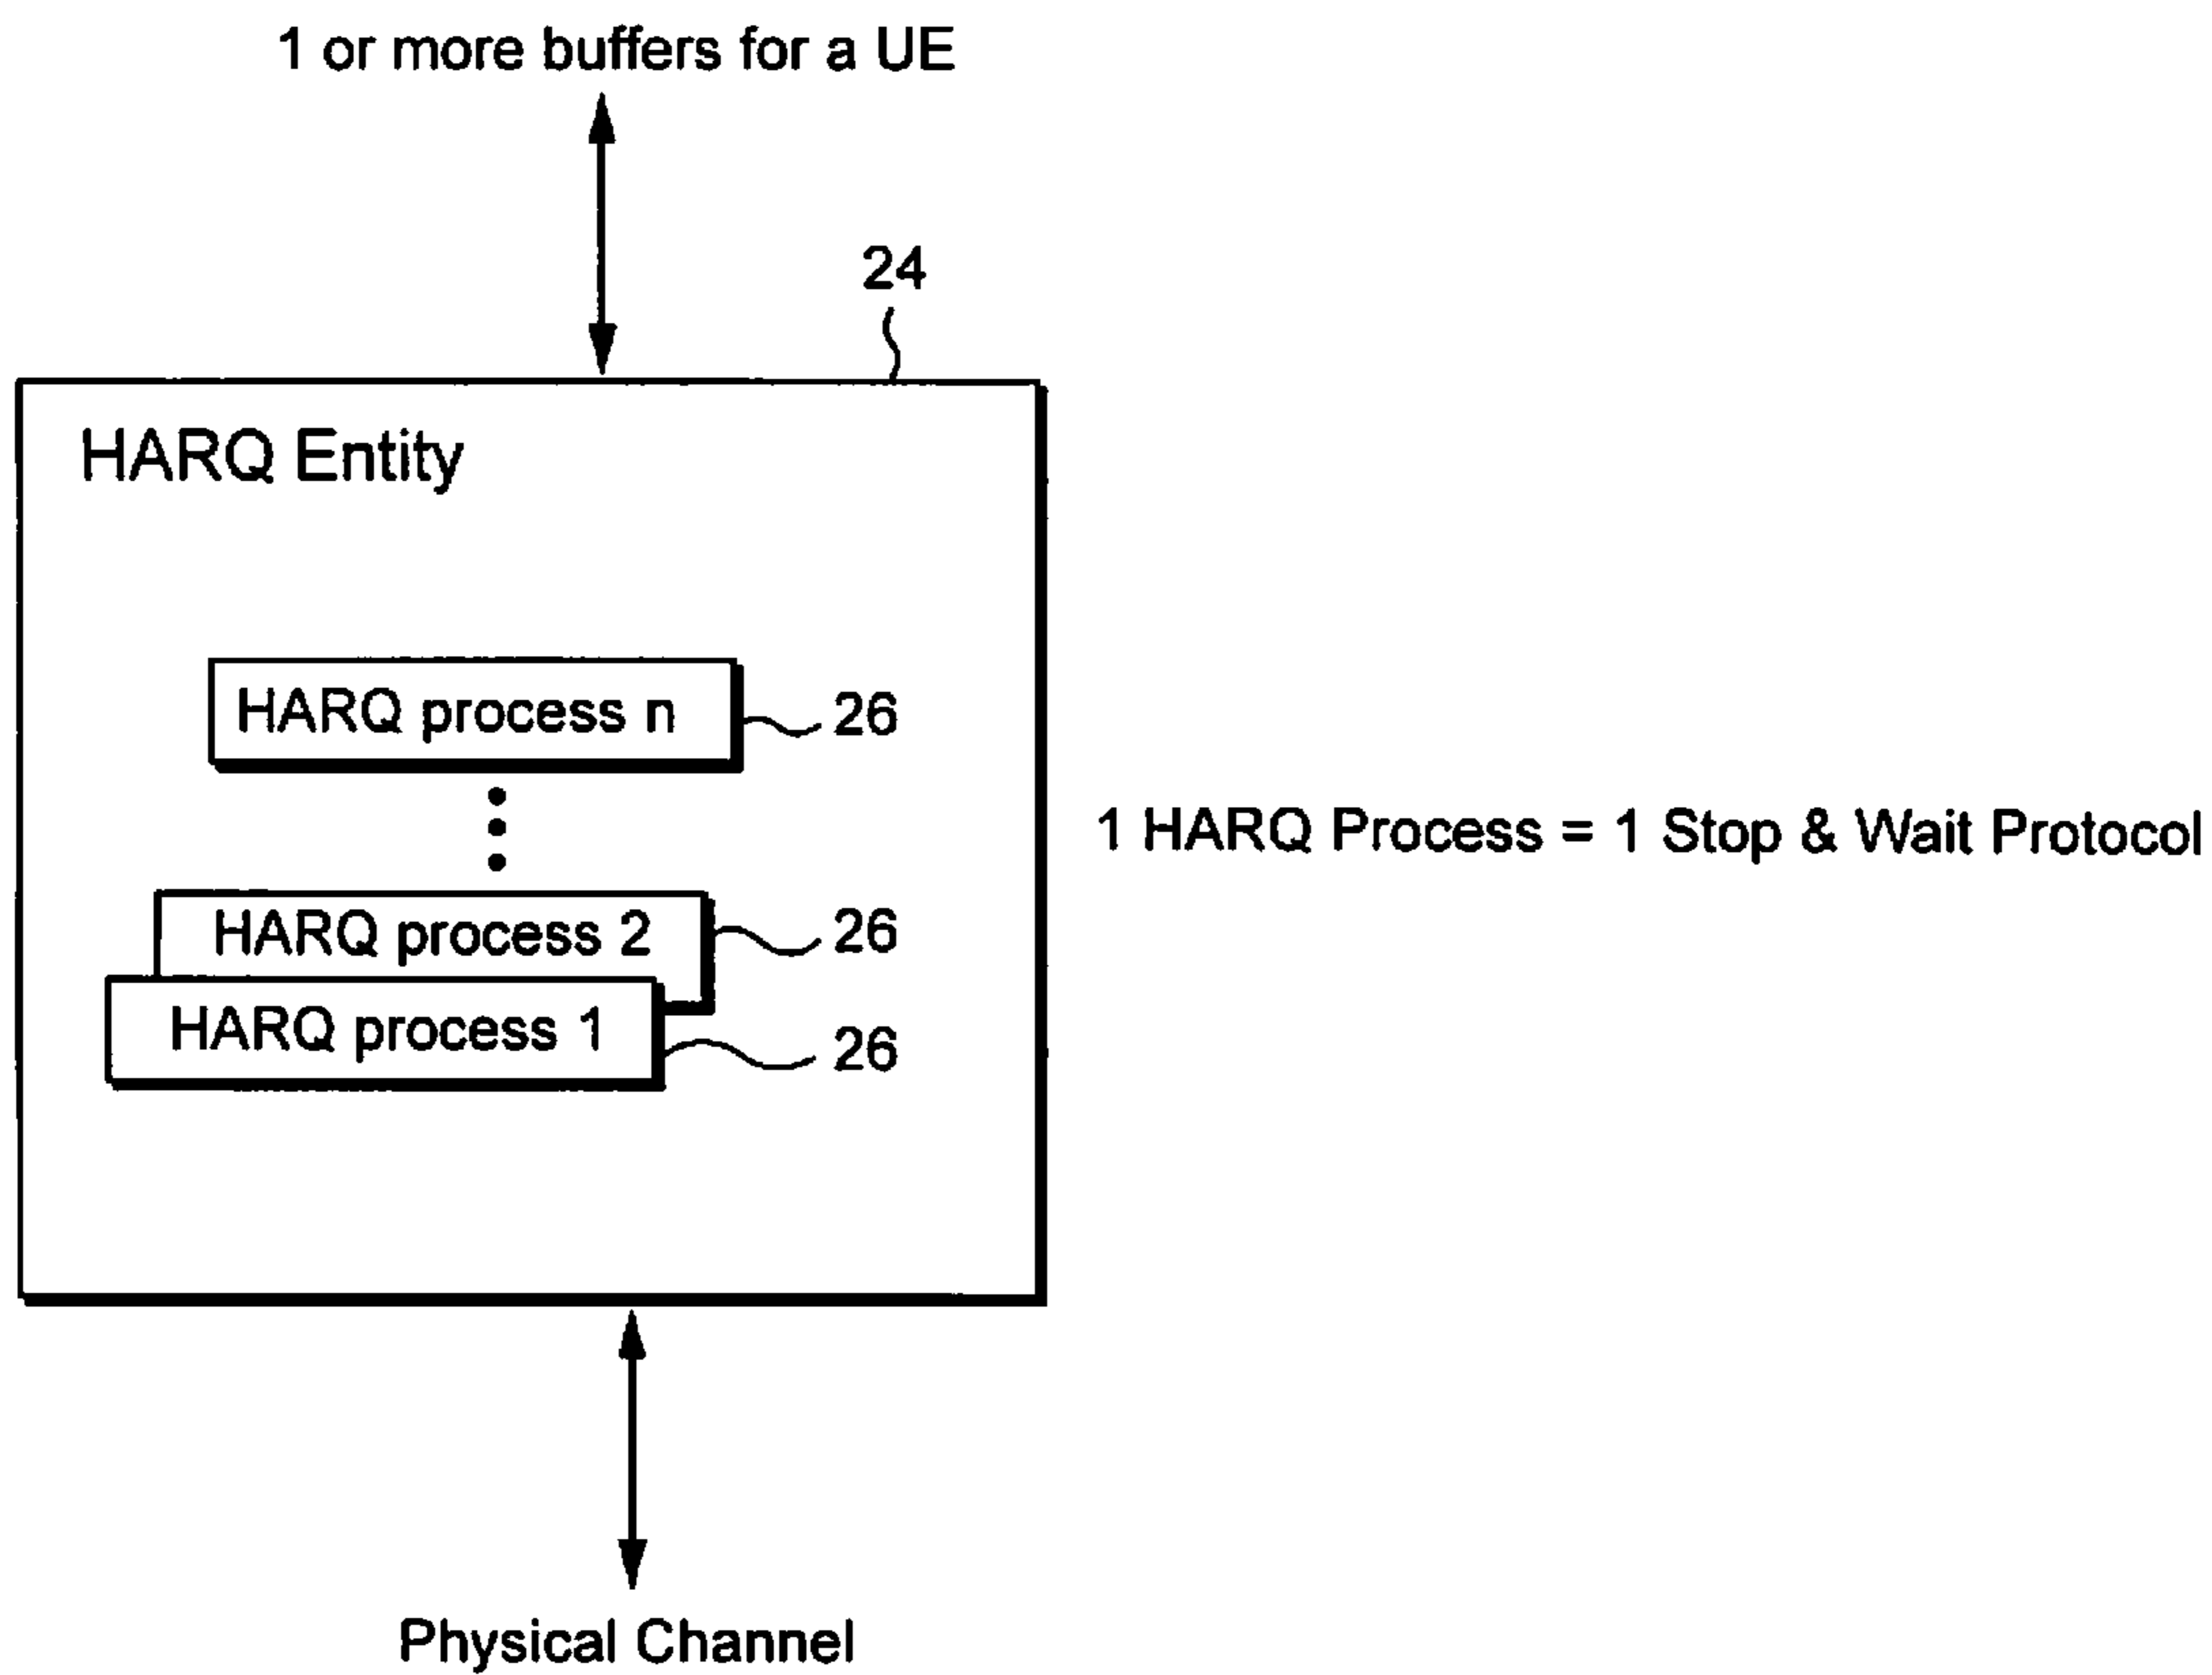 1 or more buffers for a UE
24
HARQ Entity
HARQ process n
26
1 HARQ Process = 1 Stop & Wait Protocol
HARQ process 2
26
HARQ process 1
26
Physical Channel